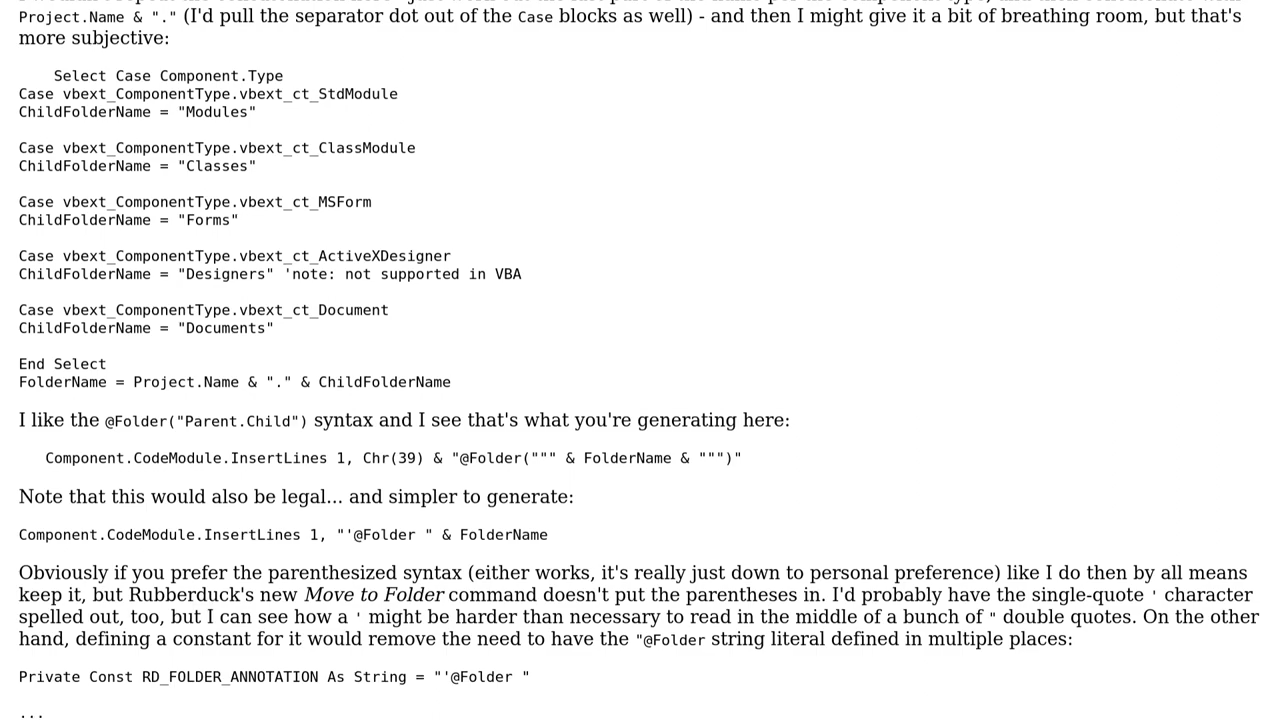 Project.Name & "." (I'd pull the separator dot out of the Case blocks as well) - and then I might give it a bit of breathing room, but that's
more subjective:
Select Case Component.Type
Case vbext_ComponentType.vbext_ct_StdModule
ChildFolderName = "Modules"
Case vbext_ComponentType.vbext_ct_ClassModule
ChildFolderName = "Classes"
Case vbext_ComponentType.vbext_ct_MSForm
ChildFolderName = "Forms"
Case vbext_ComponentType.vbext_ct_ActiveXDesigner
ChildFolderName = "Designers" 'note: not supported in VBA
Case vbext_ComponentType.vbext_ct_Document
ChildFolderName = "Documents"
End Select
FolderName = Project.Name & "." & ChildFolderName
I like the @Folder("Parent.Child") syntax and I see that's what you're generating here:
Component.CodeModule.InsertLines 1, Chr(39) & "@Folder(""" & FolderName & """)"
Note that this would also be legal... and simpler to generate:
Component.CodeModule.InsertLines 1, "'@Folder " & FolderName
Obviously if you prefer the parenthesized syntax (either works, it's really just down to personal preference) like I do then by all means
keep it, but Rubberduck's new Move to Folder command doesn't put the parentheses in. I'd probably have the single-quote ' character
spelled out, too, but I can see how a ' might be harder than necessary to read in the middle of a bunch of " double quotes. On the other
hand, defining a constant for it would remove the need to have the "@Folder string literal defined in multiple places:
Private Const RD_FOLDER_ANNOTATION As String = "'@Folder "
...